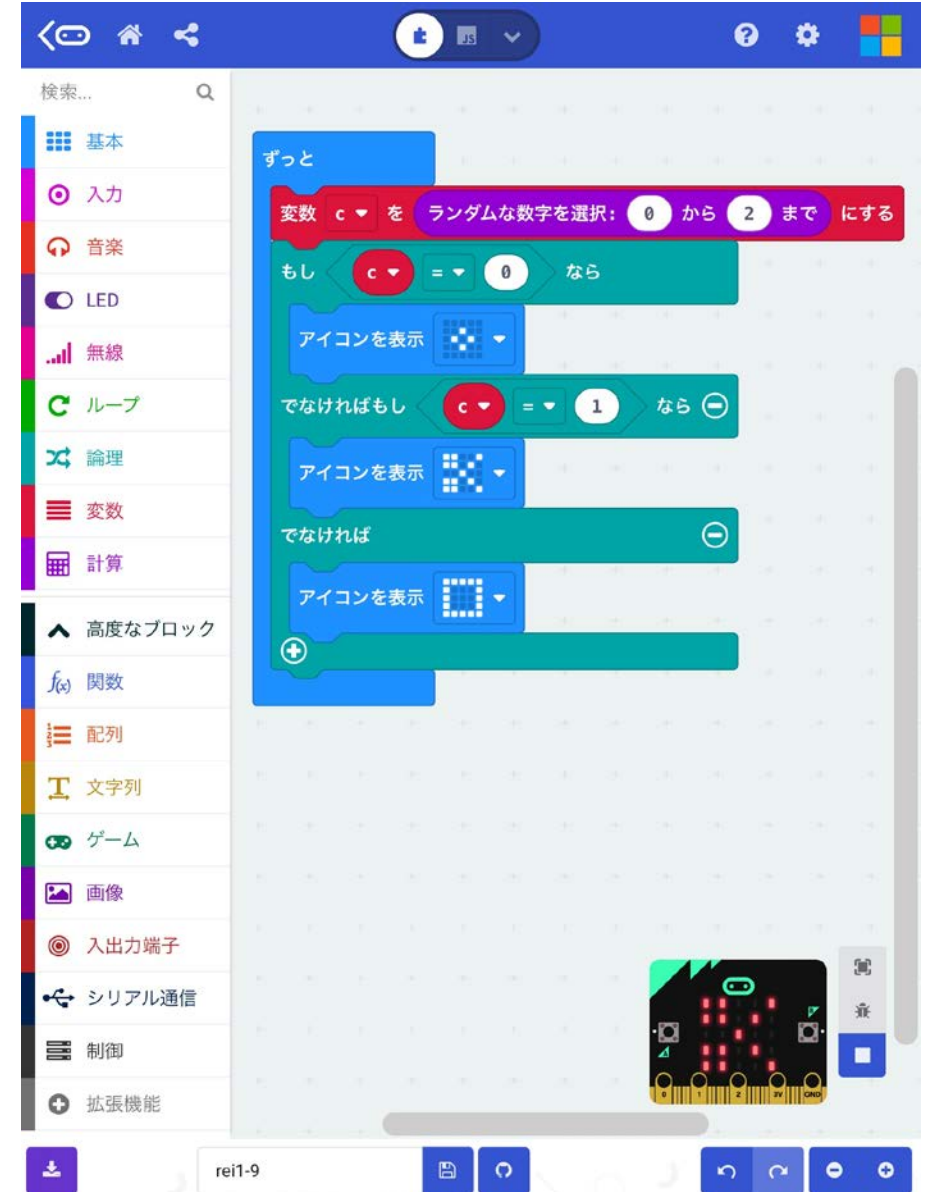 JS
検索...
基本
入力
音楽
LED
無線
ループ
論理
変数
計算
高度なブロック
f(x) 関数
配列
文字列
ゲーム
画像
入出力端子
シリアル通信
制御
拡張機能
ずっと
変数 c を ランダムな数字を選択: 0 から 2 まで にする
もし c = 0 なら
アイコンを表示
でなければもし c = 1 なら
アイコンを表示
でなければ
アイコンを表示
0 1 2 3V GND
rei1-9